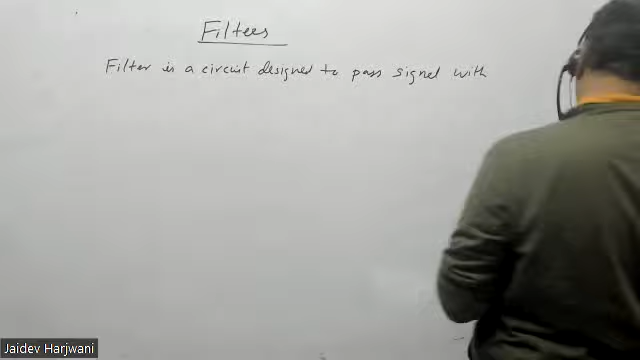 Filters
Filter is a circuit designed to pass signal with
Jaidev Harjwani